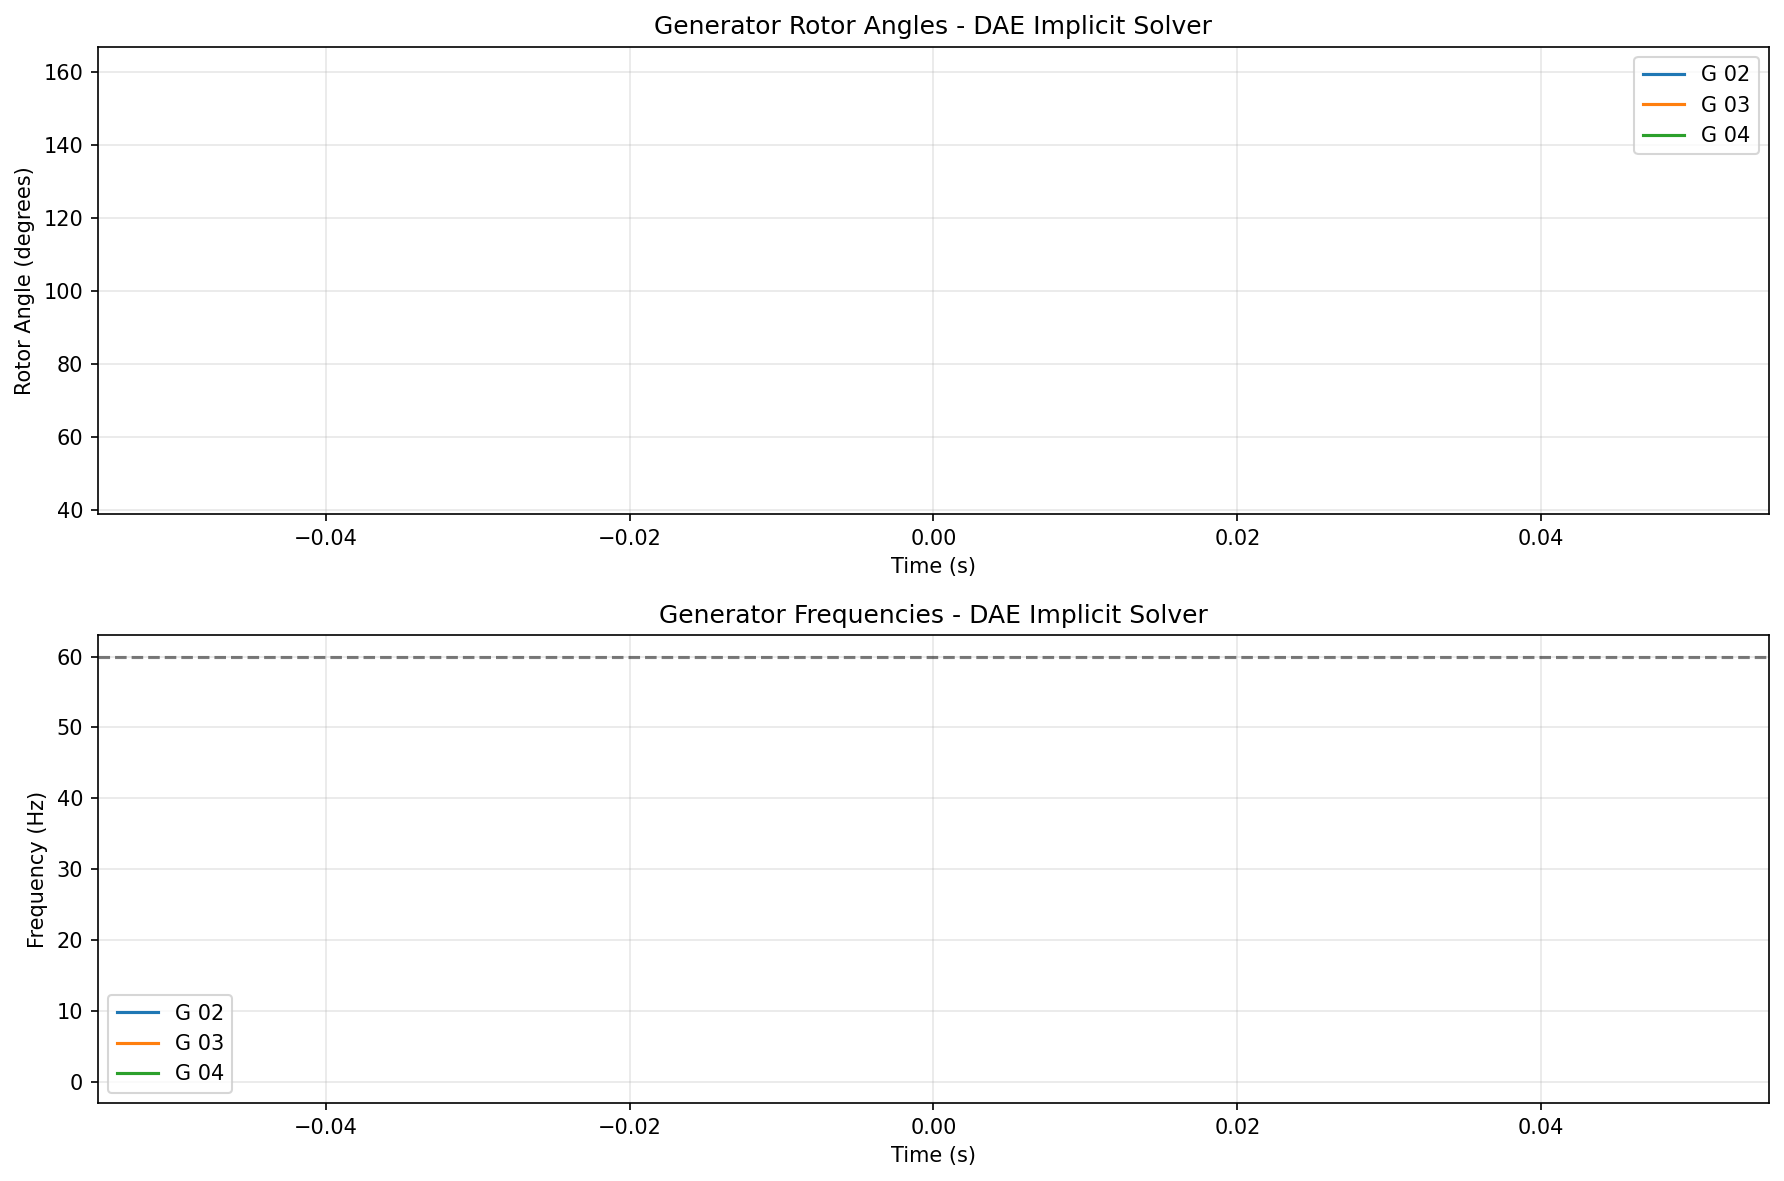 Generator Rotor Angles - DAE Implicit Solver
Rotor Angle (degrees)
160
140
120
100
80
60
40
G 02
G 03
G 04
−0.04 −0.02 0.00 0.02 0.04
Time (s)
Generator Frequencies - DAE Implicit Solver
Frequency (Hz)
60
50
40
30
20
10
0
G 02
G 03
G 04
−0.04 −0.02 0.00 0.02 0.04
Time (s)